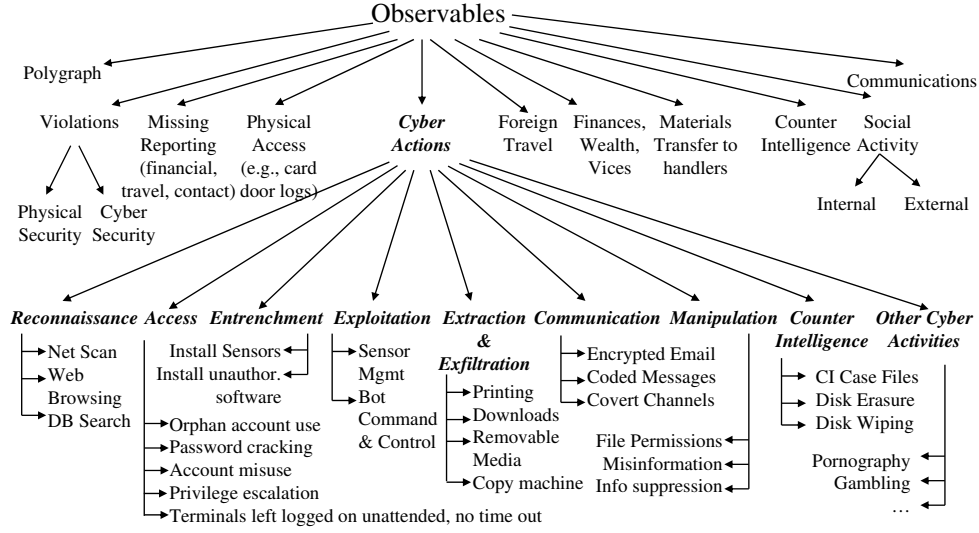 Observables
Polygraph
Communications
Violations
Missing
Reporting
(financial,
travel, contact)
Physical
Access
(e.g., card
door logs)
Cyber
Actions
Foreign
Travel
Finances,
Wealth,
Vices
Materials
Transfer to
handlers
Counter
Intelligence
Social
Activity
Physical
Security
Cyber
Security
Internal
External
Reconnaissance
Net Scan
Web
Browsing
DB Search
Access
Orphan account use
Password cracking
Account misuse
Privilege escalation
Terminals left logged on unattended, no time out
Entrenchment
Install Sensors
Install unauthor.
software
Exploitation
Sensor
Mgmt
Bot
Command
& Control
Extraction
&
Exfiltration
Printing
Downloads
Removable
Media
Copy machine
Communication
Encrypted Email
Coded Messages
Covert Channels
Manipulation
File Permissions
Misinformation
Info suppression
Counter
Intelligence
CI Case Files
Disk Erasure
Disk Wiping
Other Cyber
Activities
Pornography
Gambling
…